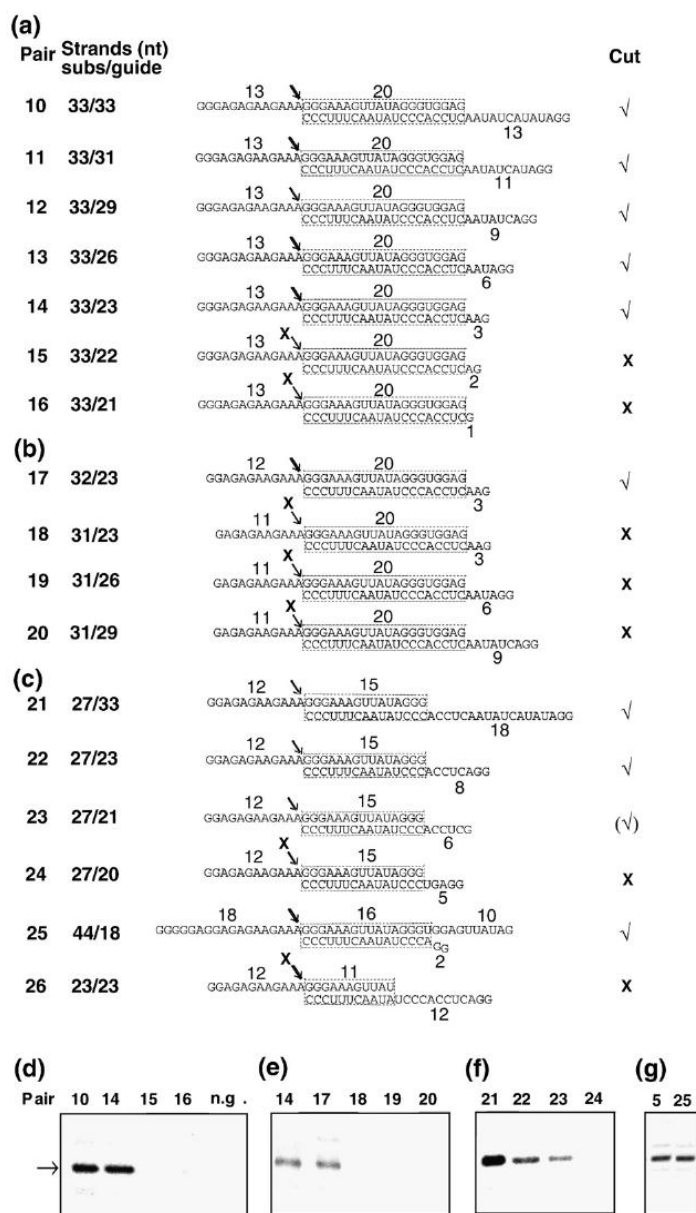 (a)
Pair Strands (nt) subs/guide Cut
13 20
10 33/33 GGGAGAGAAGAAAGGGAAAGUUAUAGGGUGGAG √
CCCUUUCAAUAUCCCACCUCAAUAUCAUAUAGG
13
13 20
11 33/31 GGGAGAGAAGAAAGGGAAAGUUAUAGGGUGGAG √
CCCUUUCAAUAUCCCACCUCAAUAUCAUAGG
11
13 20
12 33/29 GGGAGAGAAGAAAGGGAAAGUUAUAGGGUGGAG √
CCCUUUCAAUAUCCCACCUCAAUAUCAGG
9
13 20
13 33/26 GGGAGAGAAGAAAGGGAAAGUUAUAGGGUGGAG √
CCCUUUCAAUAUCCCACCUCAAUAGG
6
13 20
14 33/23 GGGAGAGAAGAAAGGGAAAGUUAUAGGGUGGAG √
CCCUUUCAAUAUCCCACCUCAAG
3
13 X 20
15 33/22 GGGAGAGAAGAAAGGGAAAGUUAUAGGGUGGAG X
CCCUUUCAAUAUCCCACCUCAG
2
13 X 20
16 33/21 GGGAGAGAAGAAAGGGAAAGUUAUAGGGUGGAG X
CCCUUUCAAUAUCCCACCUCG
1
(b)
12 20
17 32/23 GGAGAGAAGAAAGGGAAAGUUAUAGGGUGGAG √
CCCUUUCAAUAUCCCACCUCAAG
3
11 X 20
18 31/23 GAGAGAAGAAAGGGAAAGUUAUAGGGUGGAG X
CCCUUUCAAUAUCCCACCUCAAG
3
11 X 20
19 31/26 GAGAGAAGAAAGGGAAAGUUAUAGGGUGGAG X
CCCUUUCAAUAUCCCACCUCAAUAGG
6
11 X 20
20 31/29 GAGAGAAGAAAGGGAAAGUUAUAGGGUGGAG X
CCCUUUCAAUAUCCCACCUCAAUAUCAGG
9
(c)
12 15
21 27/33 GGAGAGAAGAAAGGGAAAGUUAUAGGG √
CCCUUUCAAUAUCCCACCUCAAUAUCAUAUAGG
18
12 15
22 27/23 GGAGAGAAGAAAGGGAAAGUUAUAGGG √
CCCUUUCAAUAUCCCACCUCAGG
8
12 15
23 27/21 GGAGAGAAGAAAGGGAAAGUUAUAGGG (√)
CCCUUUCAAUAUCCCACCUCG
6
12 X 15
24 27/20 GGAGAGAAGAAAGGGAAAGUUAUAGGG X
CCCUUUCAAUAUCCCUGAGG
5
18 16 10
25 44/18 GGGGGAGGAGAGAAGAAAGGGAAAGUUAUAGGGUGGAGUUAUAG √
CCCUUUCAAUAUCCCAGG
2
12 X 11
26 23/23 GGAGAGAAGAAAGGGAAAGUUAU X
CCCUUUCAAUAUCCCACCUCAGG
12
(d) (e) (f) (g)
Pair 10 14 15 16 n.g. 14 17 18 19 20 21 22 23 24 5 25